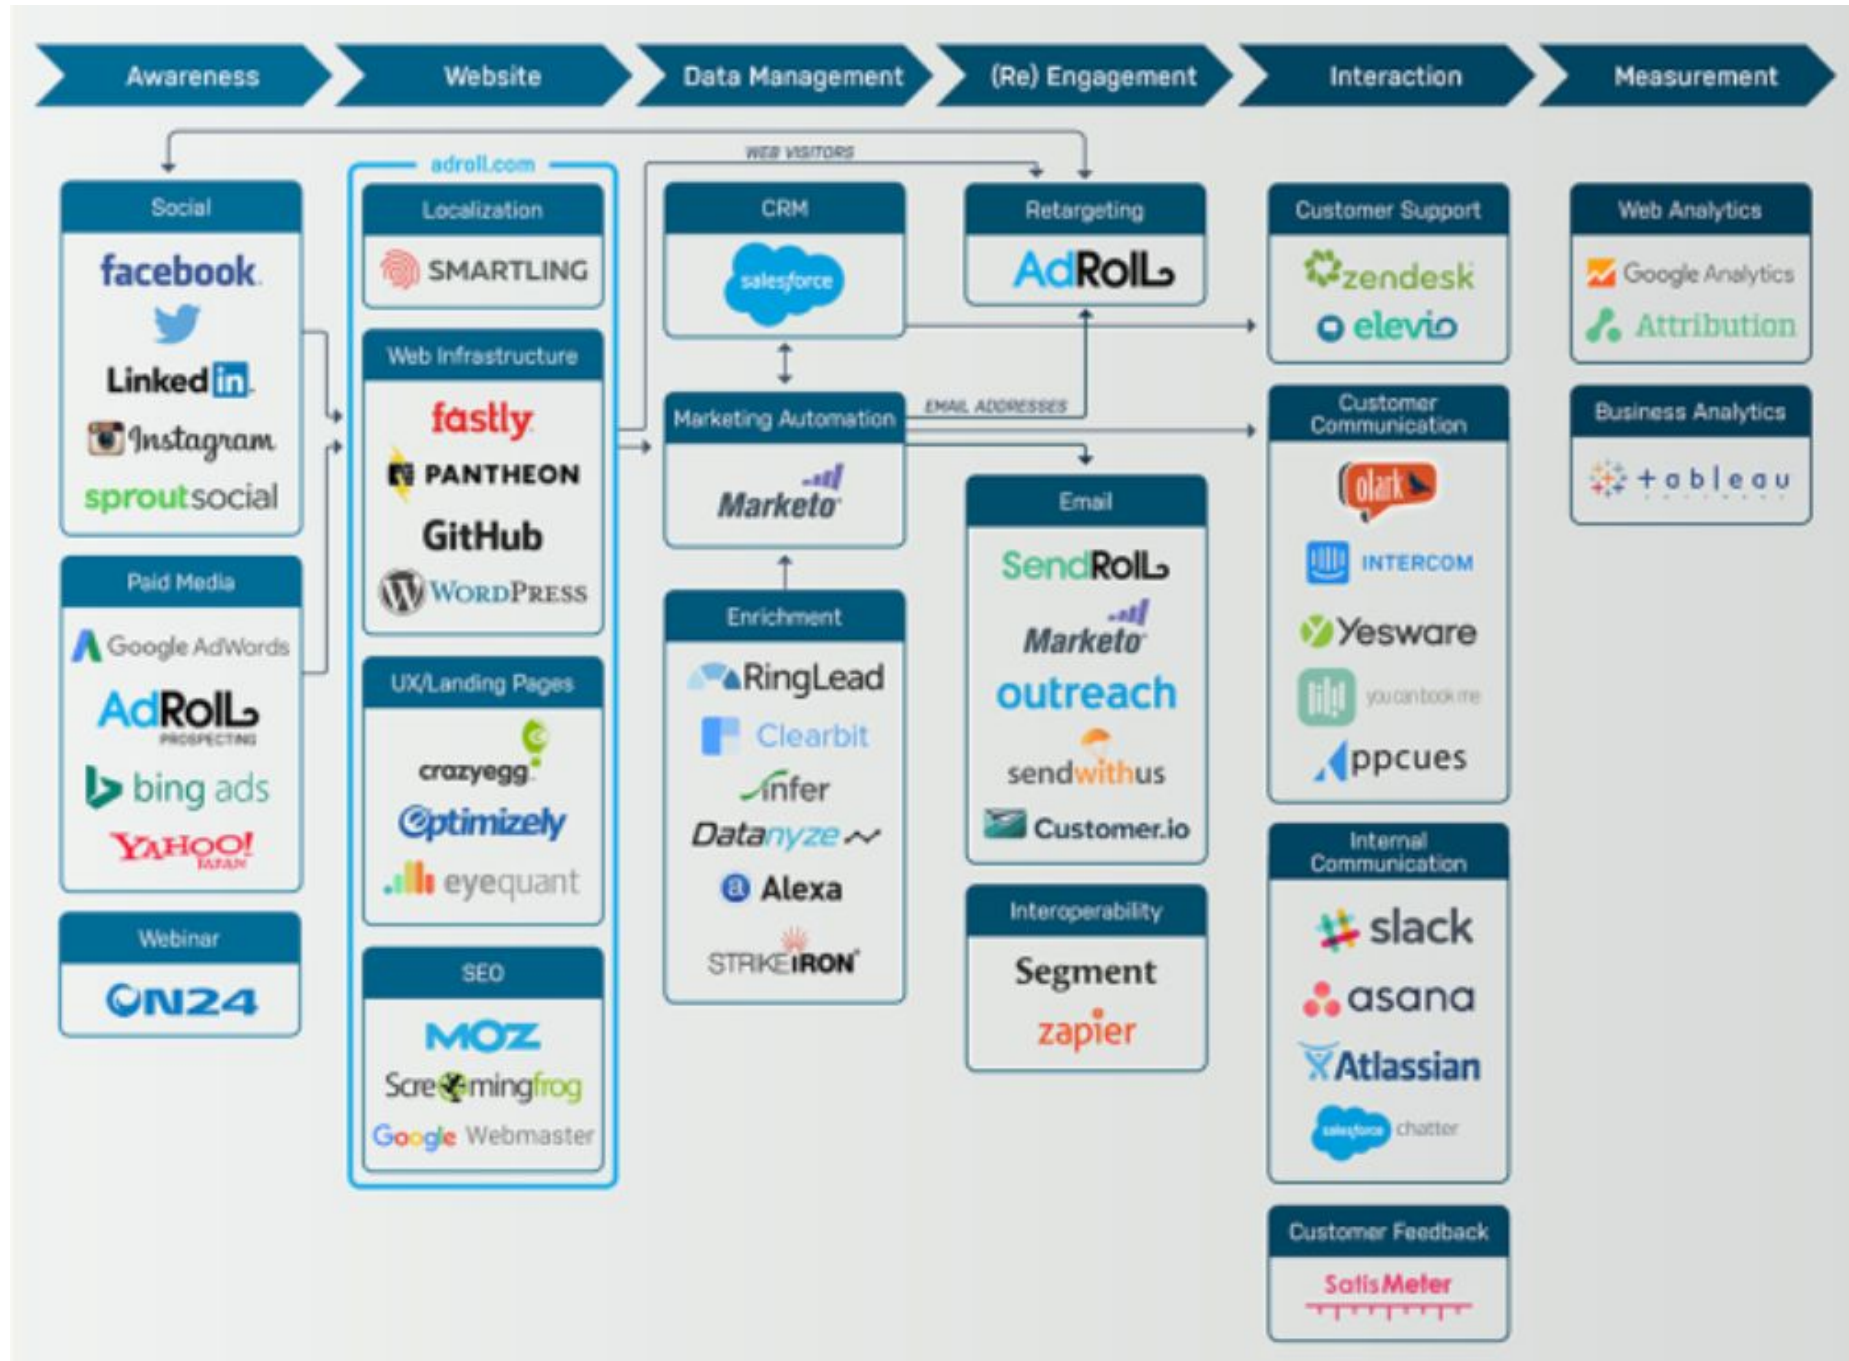 Awareness
Website
Data Management
(Re) Engagement
Interaction
Measurement
Social
facebook
Linked in
Instagram
sproutsocial
Paid Media
Google AdWords
AdRoll
PROSPECTING
bing ads
YAHOO!
JAPAN
Webinar
ON24
adroll.com
Localization
SMARTLING
Web Infrastructure
fastly
PANTHEON
GitHub
WORDPRESS
UX/Landing Pages
crazyegg
Optimizely
eyequant
SEO
MOZ
Screamingfrog
Google Webmaster
WEB VISITORS
CRM
salesforce
Marketing Automation
Marketo
Enrichment
RingLead
Clearbit
infer
Datanyze
a Alexa
STRIKEIRON
Retargeting
AdRoll
EMAIL ADDRESSES
Email
SendRoll
Marketo
outreach
sendwithus
Customer.io
Interoperability
Segment
zapier
Customer Support
zendesk
elevio
Customer
Communication
olark
INTERCOM
Yesware
youcanbook me
Appcues
Internal
Communication
slack
asana
Atlassian
salesforce chatter
Customer Feedback
SatisMeter
Web Analytics
Google Analytics
Attribution
Business Analytics
tableau